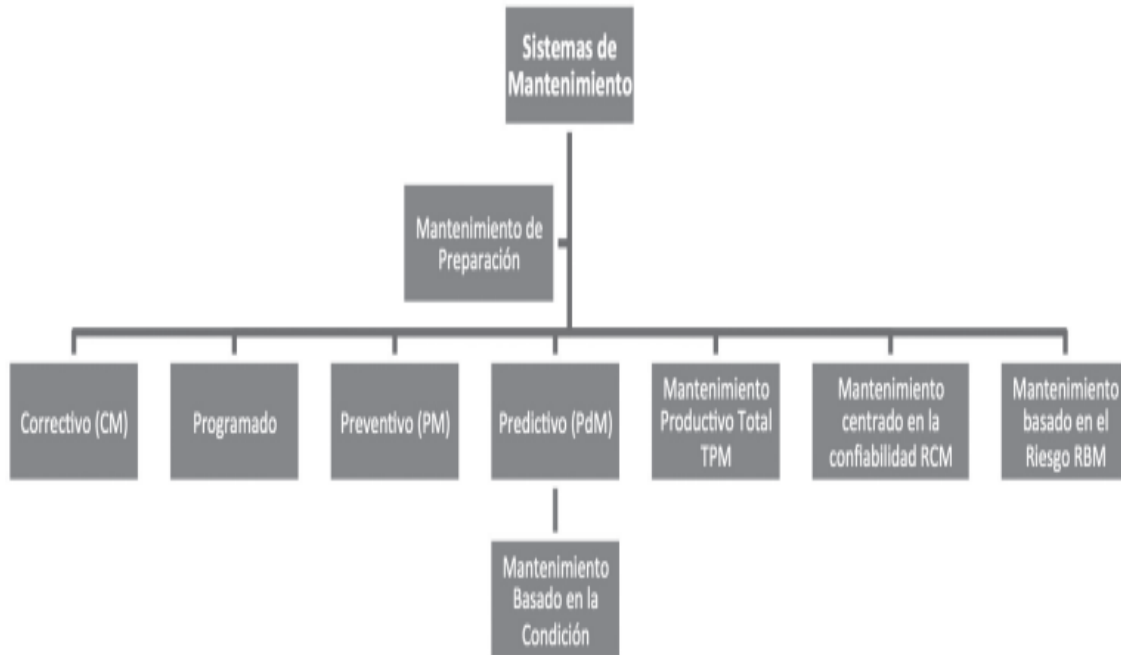 Sistemas de
Mantenimiento
Mantenimiento de
Preparación
Correctivo (CM)
Programado
Preventivo (PM)
Predictivo (PdM)
Mantenimiento
Productivo Total
TPM
Mantenimiento
centrado en la
confiabilidad RCM
Mantenimiento
basado en el
Riesgo RBM
Mantenimiento
Basado en la
Condición